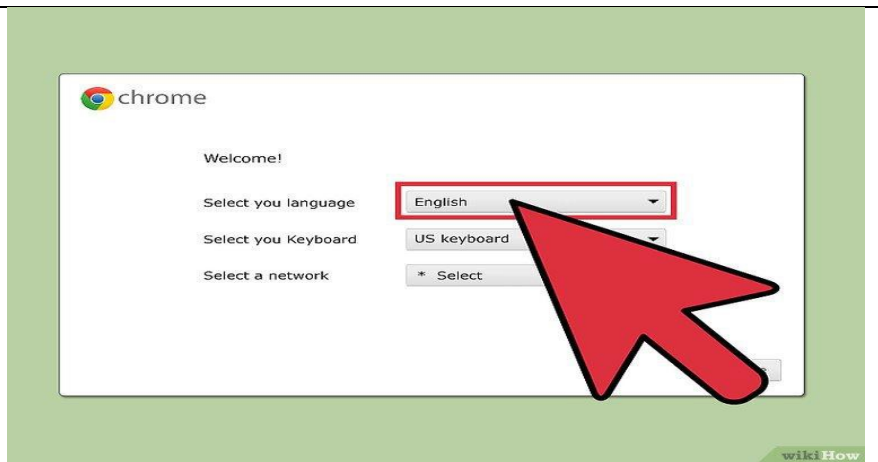 chrome
Welcome!
Select you language English
Select you Keyboard US keyboard
Select a network * Select
wikiHow